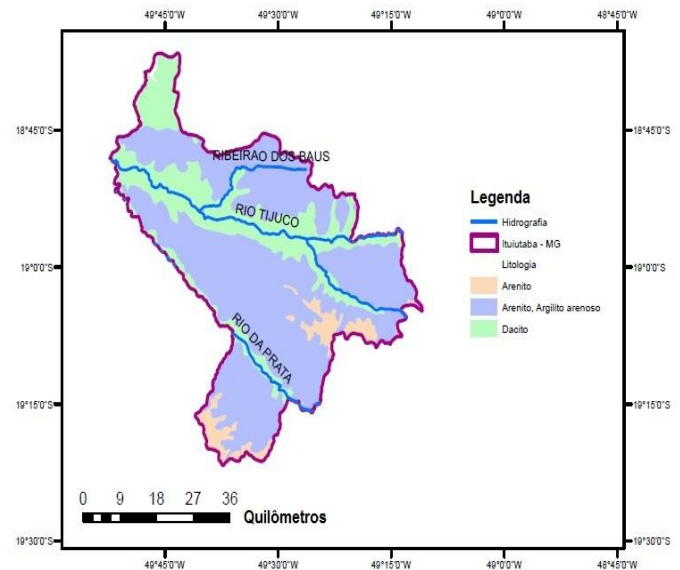 49°45'0"W 49°30'0"W 49°15'0"W 49°0'0"W 48°45'0"W
18°45'0"S 18°45'0"S
RIBEIRAO DOS BAUS
RIO TIJUCO
19°0'0"S 19°0'0"S
RIO DA PRATA
19°15'0"S 19°15'0"S
19°30'0"S 19°30'0"S
Legenda
Hidrografia
Ituiutaba - MG
Litologia
Arenito
Arenito, Argilito arenoso
Dacito
0 9 18 27 36
Quilômetros
49°45'0"W 49°30'0"W 49°15'0"W 49°0'0"W 48°45'0"W